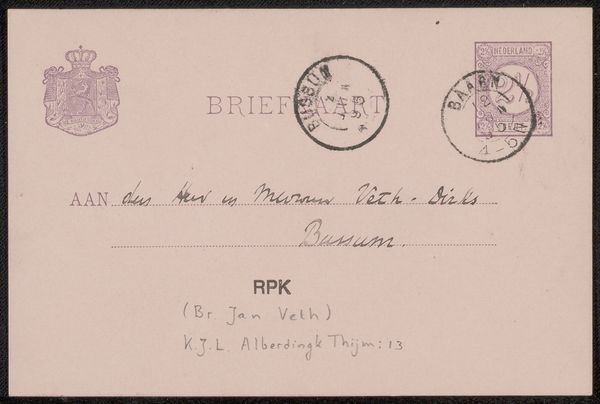 NEDERLAND
BRIEFKAART
BUSSUM
BAARN
AAN den Heer en Mevrouw Veth-Dirks
Bussum.
RPK
(Br. Jan Veth)
K.J.L. Alberdingk Thijm: 13